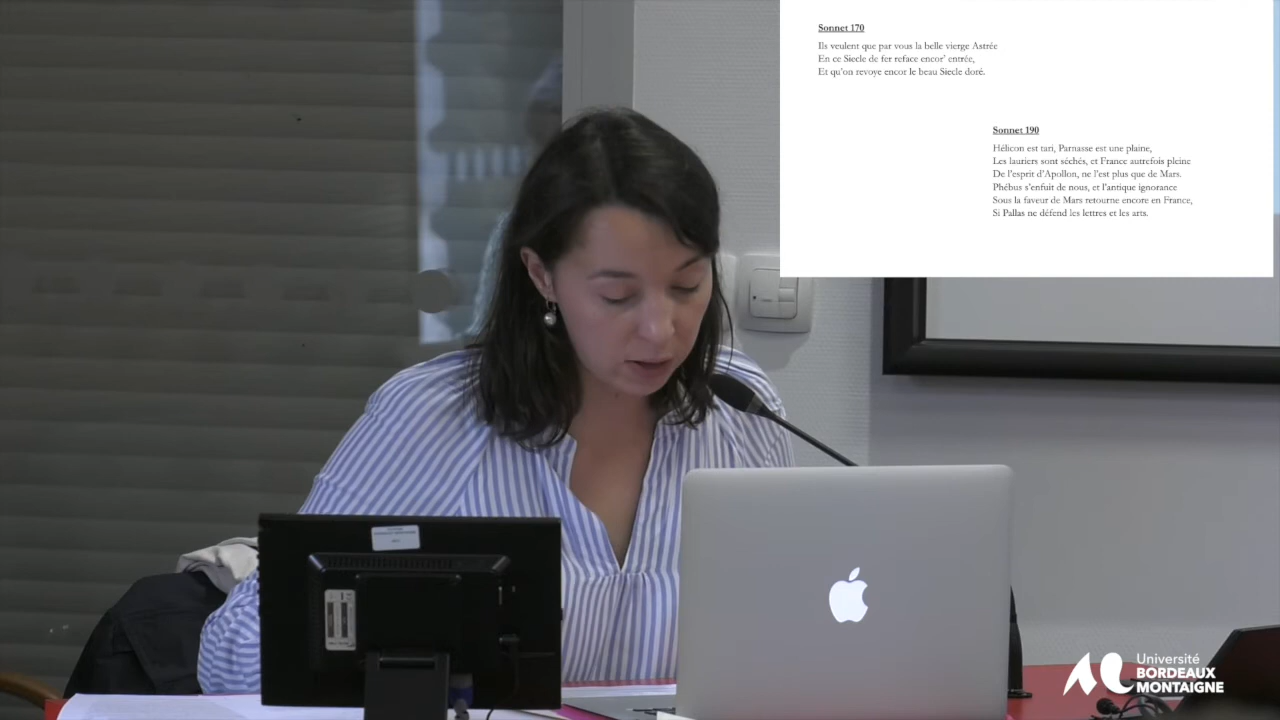 Sonnet 170
Ils veulent que par vous la belle vierge Astrée
En ce Siecle de fer reface encor’ entrée,
Et qu’on revoye encor le beau Siecle doré.
Sonnet 190
Hélicon est tari, Parnasse est une plaine,
Les lauriers sont séchés, et France autrefois pleine
De l’esprit d’Apollon, ne l’est plus que de Mars.
Phébus s’enfuit de nous, et l’antique ignorance
Sous la faveur de Mars retourne encore en France,
Si Pallas ne défend les lettres et les arts.
Université
BORDEAUX
MONTAIGNE